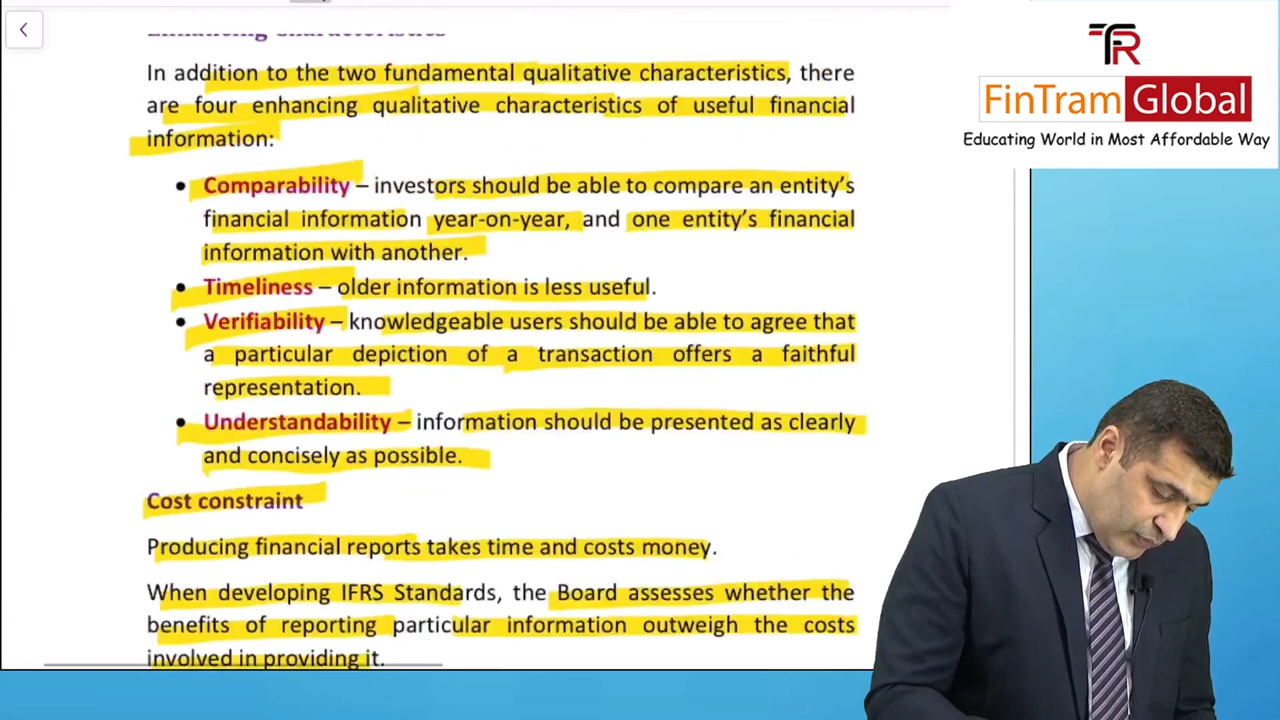 Enhancing Characteristics
In addition to the two fundamental qualitative characteristics, there
are four enhancing qualitative characteristics of useful financial
information:
• Comparability – investors should be able to compare an entity’s
financial information year-on-year, and one entity’s financial
information with another.
• Timeliness – older information is less useful.
• Verifiability – knowledgeable users should be able to agree that
a particular depiction of a transaction offers a faithful
representation.
• Understandability – information should be presented as clearly
and concisely as possible.
Cost constraint
Producing financial reports takes time and costs money.
When developing IFRS Standards, the Board assesses whether the
benefits of reporting particular information outweigh the costs
involved in providing it.
FinTram Global
Educating World in Most Affordable Way